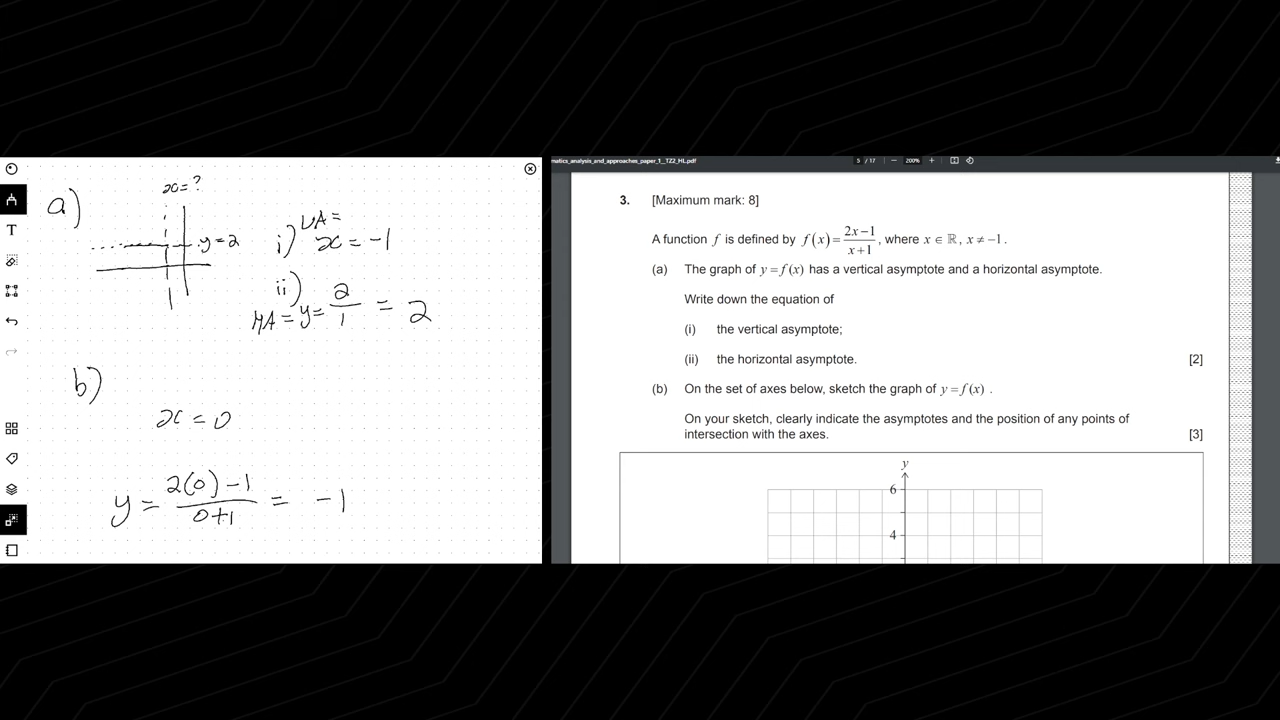 a)
x=?
y=2
i) VA=
x=-1
ii)
HA= y= 2/1 = 2
b)
x=0
y= 2(0)-1/0+1 = -1
T
matics_analysis_and_approaches_paper_1__TZ2_HL.pdf
5 / 17
200%
3. [Maximum mark: 8]
A function f is defined by f(x)= 2x−1/x+1, where x ∈ ℝ, x ≠ −1.
(a) The graph of y=f(x) has a vertical asymptote and a horizontal asymptote.
Write down the equation of
(i) the vertical asymptote;
(ii) the horizontal asymptote. [2]
(b) On the set of axes below, sketch the graph of y=f(x).
On your sketch, clearly indicate the asymptotes and the position of any points of
intersection with the axes. [3]
y
6
4